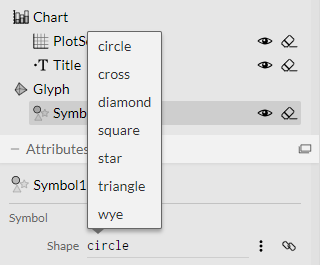 Chart
PlotS
Title
Glyph
Symb
Attributes
Symbol1
Symbol
Shape circle
circle
cross
diamond
square
star
triangle
wye